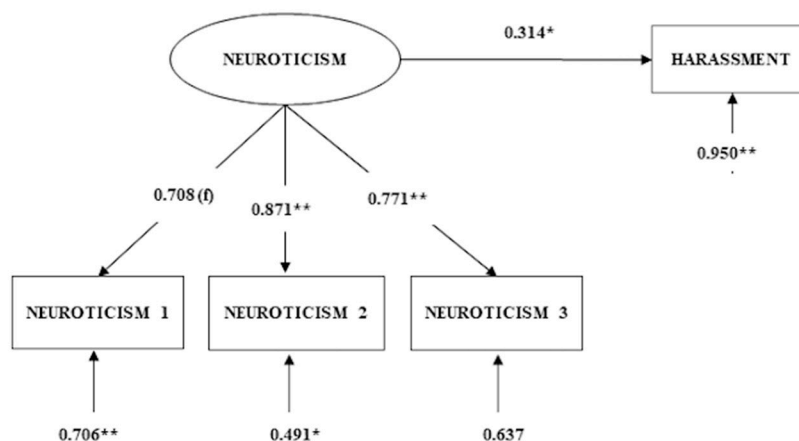 0.314*
NEUROTICISM
HARASSMENT
0.950**
0.708 (f)
0.871**
0.771**
NEUROTICISM 1
NEUROTICISM 2
NEUROTICISM 3
0.706**
0.491*
0.637